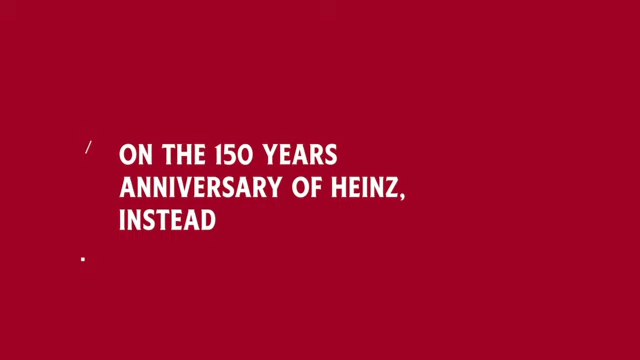 ON THE 150 YEARS
ANNIVERSARY OF HEINZ,
INSTEAD